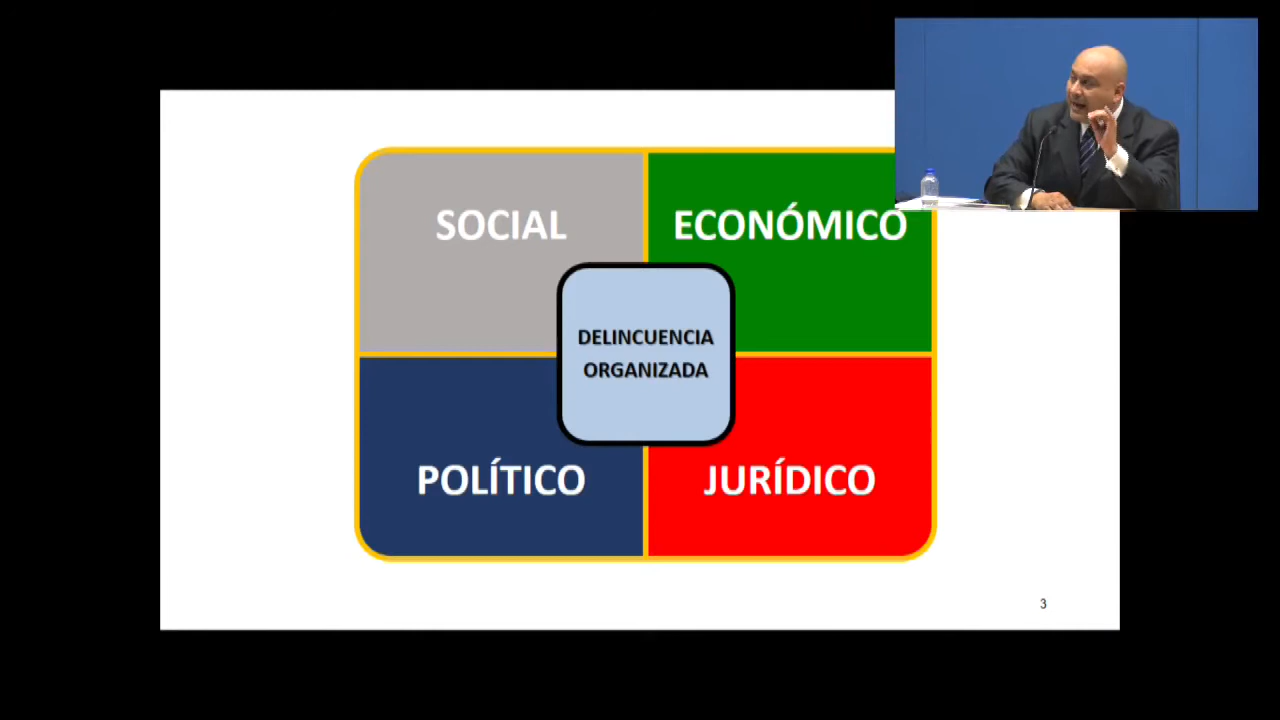 SOCIAL
ECONÓMICO
DELINCUENCIA
ORGANIZADA
POLÍTICO
JURÍDICO
3